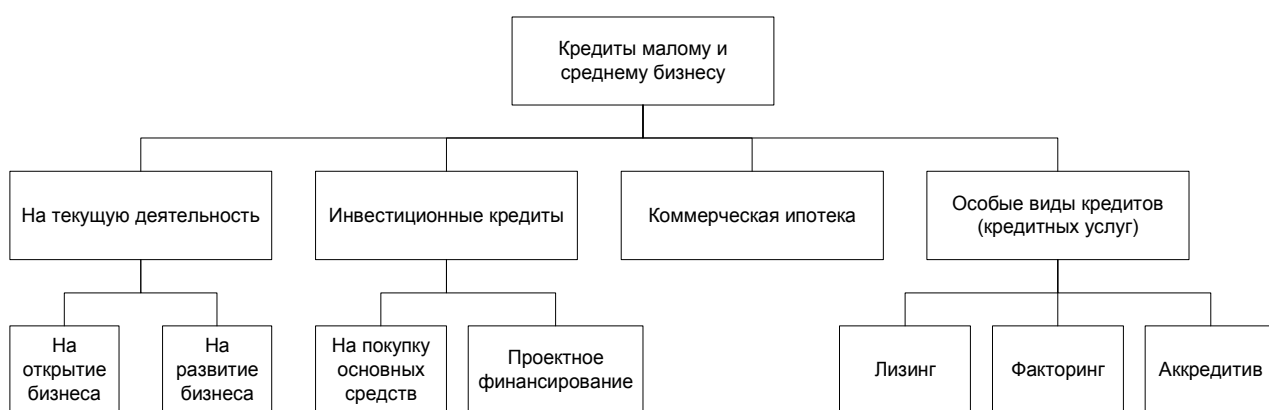 Кредиты малому и
среднему бизнесу
На текущую деятельность
Инвестиционные кредиты
Коммерческая ипотека
Особые виды кредитов
(кредитных услуг)
На
открытие
бизнеса
На
развитие
бизнеса
На покупку
основных
средств
Проектное
финансирование
Лизинг
Факторинг
Аккредитив